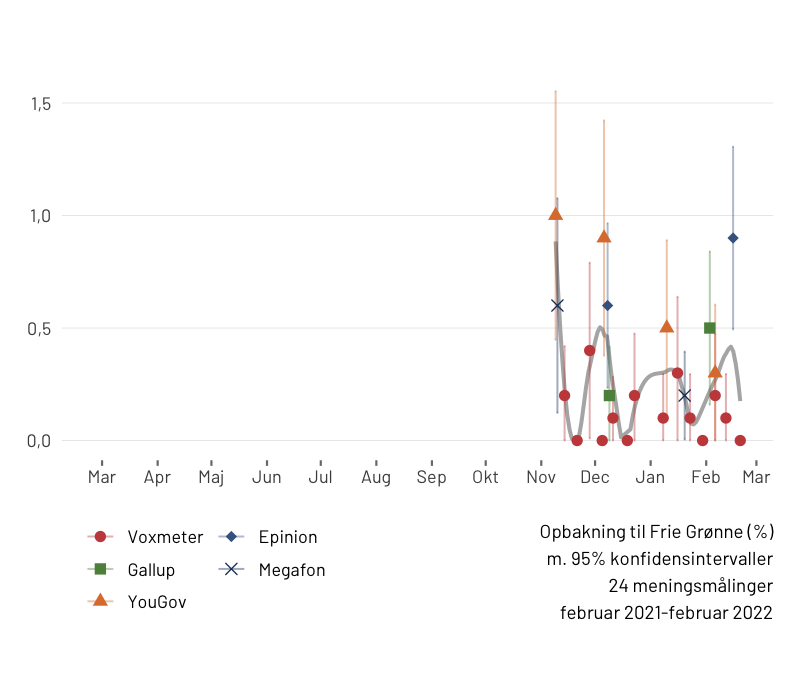 1,5
1,0
0,5
0,0
Mar Apr Maj Jun Jul Aug Sep Okt Nov Dec Jan Feb Mar
Voxmeter Epinion
Gallup Megafon
YouGov
Opbakning til Frie Grønne (%)
m. 95% konfidensintervaller
24 meningsmålinger
februar 2021-februar 2022